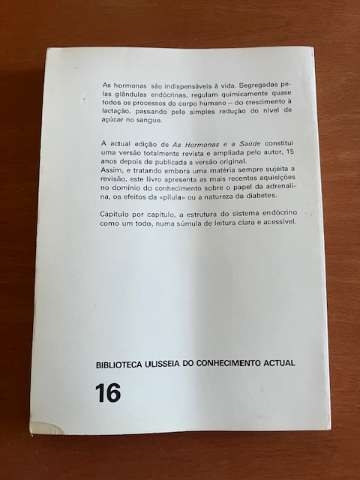 As hormonas são indispensáveis à vida. Segregadas pe-
las glândulas endócrinas, regulam quimicamente quase
todos os processos do corpo humano – do crescimento à
lactação, passando pela simples redução do nível de
açúcar no sangue.
A actual edição de As Hormonas e a Saúde constitui
uma versão totalmente revista e ampliada pelo autor, 15
anos depois de publicada a versão original.
Assim, e tratando embora uma matéria sempre sujeita a
revisão, este livro apresenta as mais recentes aquisições
no domínio do conhecimento sobre o papel da adrenali-
na, os efeitos da «pílula» ou a natureza da diabetes.
Capítulo por capítulo, a estrutura do sistema endócrino
como um todo, numa súmula de leitura clara e acessível.
BIBLIOTECA ULISSEIA DO CONHECIMENTO ACTUAL
16